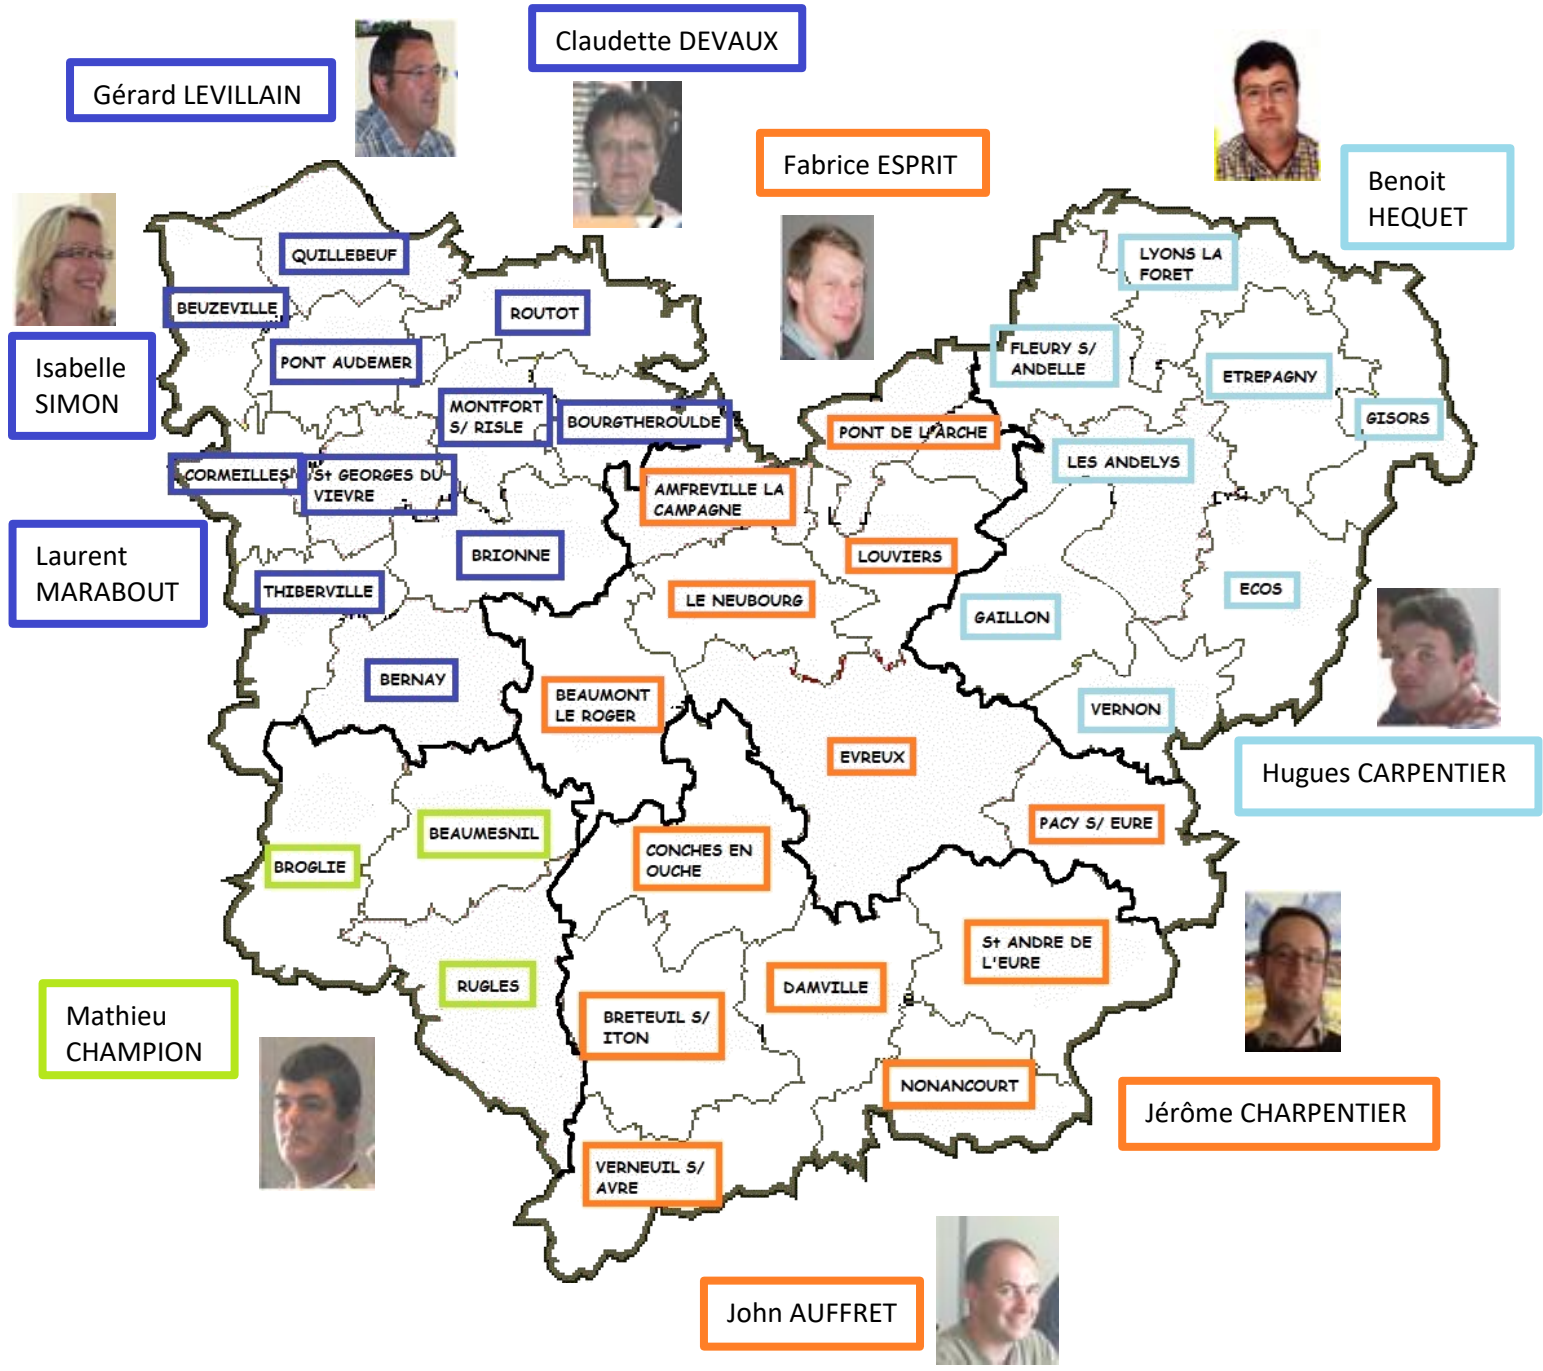 Claudette DEVAUX
Gérard LEVILLAIN
Fabrice ESPRIT
Benoit
HEQUET
Isabelle
SIMON
Laurent
MARABOUT
Hugues CARPENTIER
Mathieu
CHAMPION
Jérôme CHARPENTIER
John AUFFRET
QUILLEBEUF
BEUZEVILLE
ROUTOT
PONT AUDEMER
MONTFORT
S/ RISLE
BOURGTHEROULDE
CORMEILLES
St GEORGES DU
VIEVRE
BRIONNE
THIBERVILLE
BERNAY
LYONS LA
FORET
FLEURY S/
ANDELLE
ETREPAGNY
GISORS
LES ANDELYS
ECOS
GAILLON
VERNON
PONT DE L'ARCHE
AMFREVILLE LA
CAMPAGNE
LOUVIERS
LE NEUBOURG
BEAUMONT
LE ROGER
EVREUX
PACY S/ EURE
CONCHES EN
OUCHE
St ANDRE DE
L'EURE
DAMVILLE
BRETEUIL S/
ITON
NONANCOURT
VERNEUIL S/
AVRE
BEAUMESNIL
BROGLIE
RUGLES